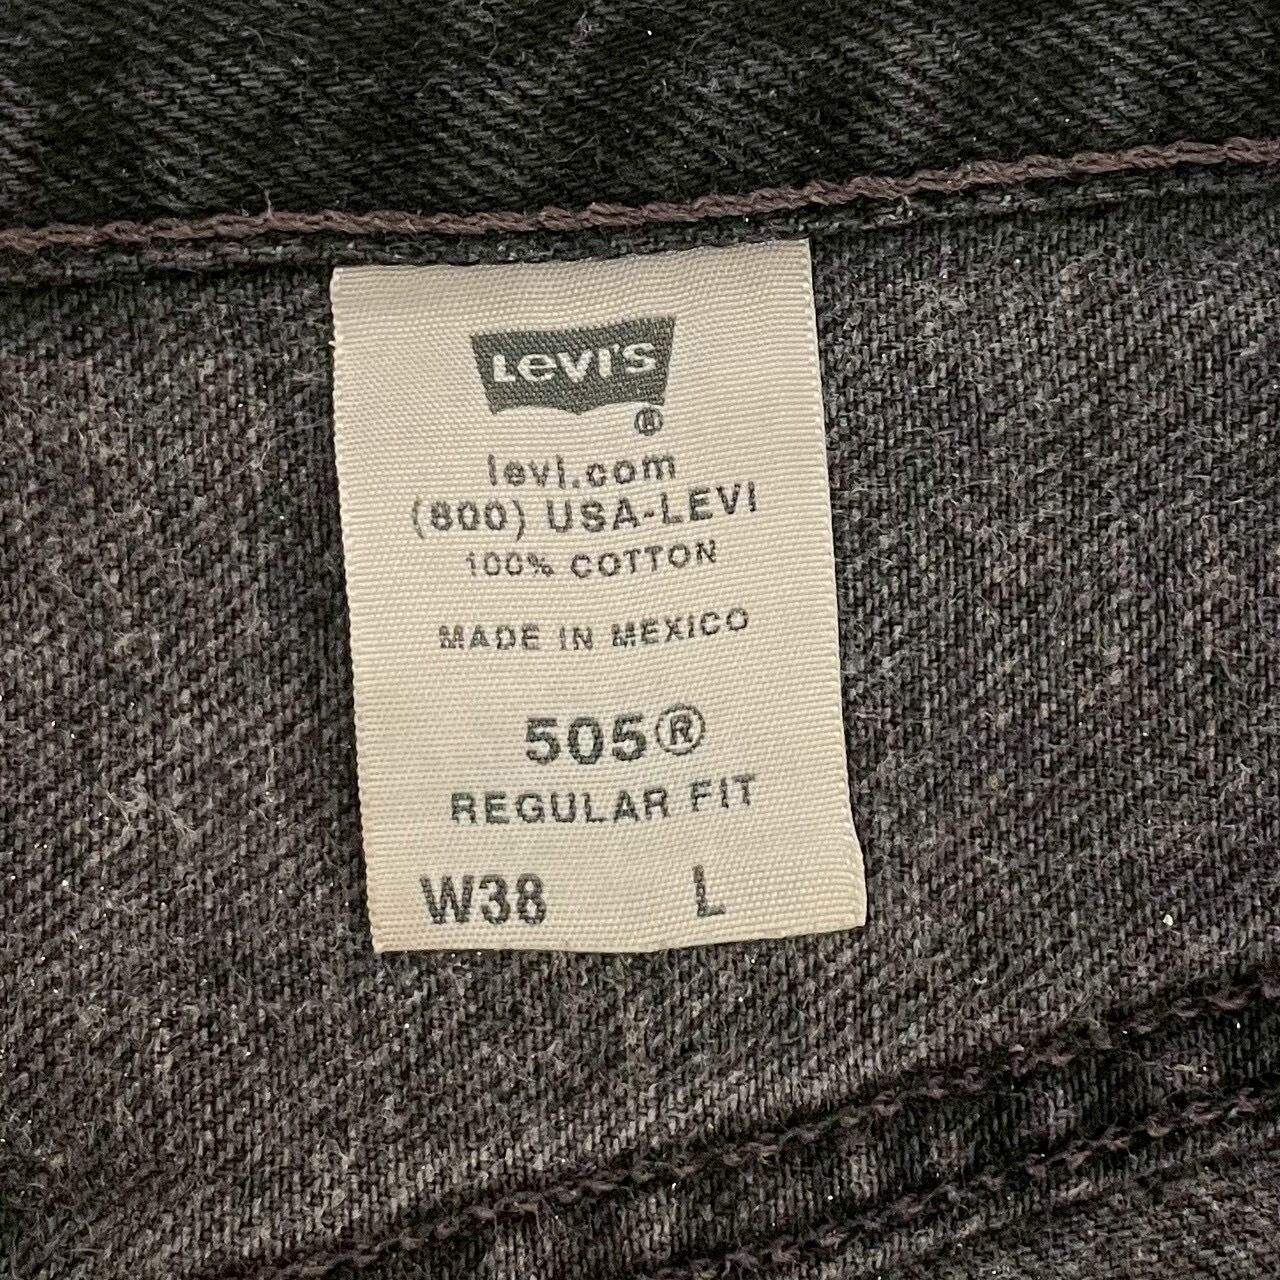 Levi's
®
levi.com
(800) USA-LEVI
100% COTTON
MADE IN MEXICO
505®
REGULAR FIT
W38 L